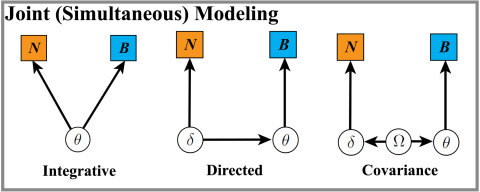 Joint (Simultaneous) Modeling
N B N B N B
θ δ θ δ Ω θ
Integrative Directed Covariance